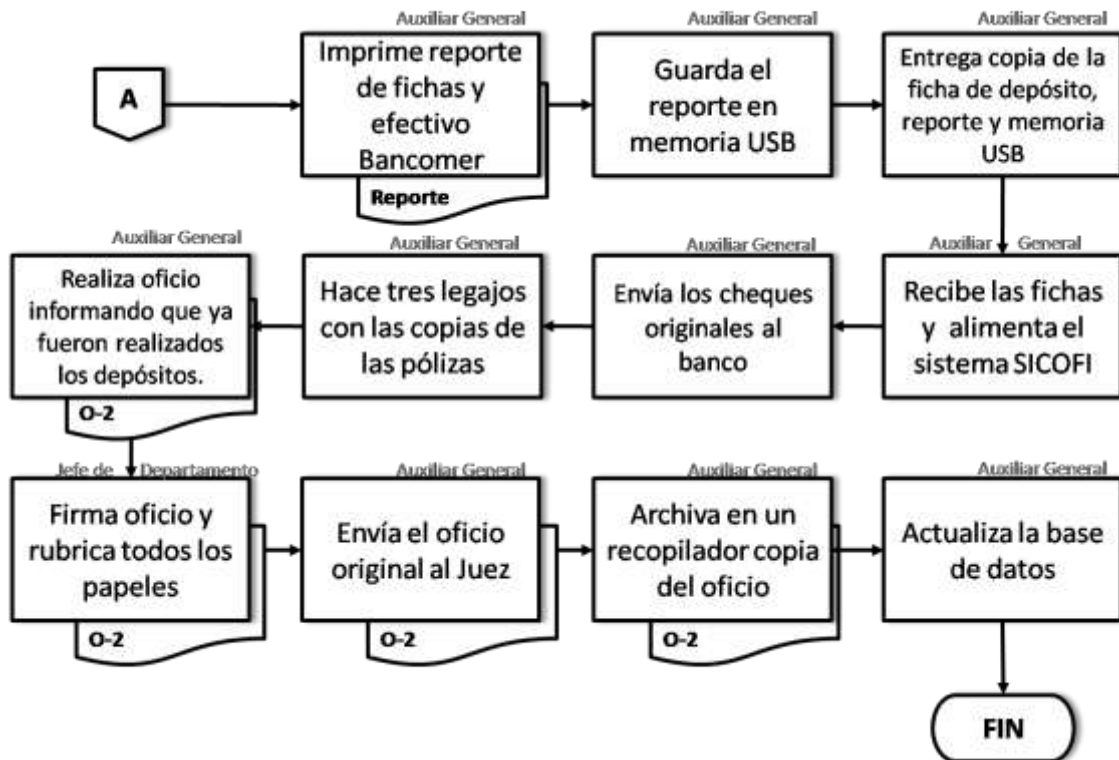 A
Auxiliar General
Imprime reporte
de fichas y
efectivo
Bancomer
Reporte
Auxiliar General
Guarda el
reporte en
memoria USB
Auxiliar General
Entrega copia de la
ficha de depósito,
reporte y memoria
USB
Auxiliar General
Recibe las fichas
y alimenta el
sistema SICOFI
Auxiliar General
Envía los cheques
originales al
banco
Auxiliar General
Hace tres legajos
con las copias de
las pólizas
Auxiliar General
Realiza oficio
informando que ya
fueron realizados
los depósitos.
O-2
Jefe de Departamento
Firma oficio y
rubrica todos los
papeles
O-2
Auxiliar General
Envía el oficio
original al Juez
O-2
Auxiliar General
Archiva en un
recopilador copia
del oficio
O-2
Auxiliar General
Actualiza la base
de datos
FIN